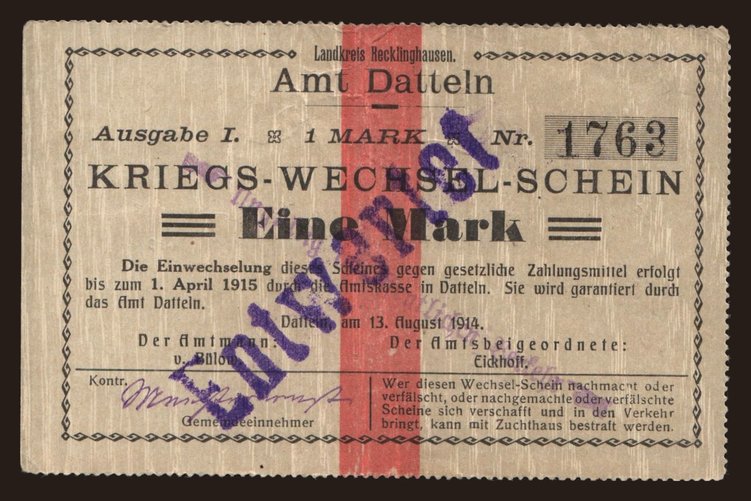 Landkreis Recklinghausen.
Amt Datteln
Ausgabe I. 1 MARK Nr. 1763
KRIEGS-WECHSEL-SCHEIN
Eine Mark
Die Einwechselung dieses Scheines gegen gesetzliche Zahlungsmittel erfolgt
bis zum 1. April 1915 durch die Amtskasse in Datteln. Sie wird garantiert durch
das Amt Datteln.
Datteln, am 13. August 1914.
Der Amtmann: Der Amtsbeigeordnete:
v. Bülow. Eickhoff.
Kontr.
Gemeindeeinnehmer
Wer diesen Wechsel-Schein nachmacht oder
verfälscht, oder nachgemachte oder verfälschte
Scheine sich verschafft und in den Verkehr
bringt, kann mit Zuchthaus bestraft werden.
Entwertet